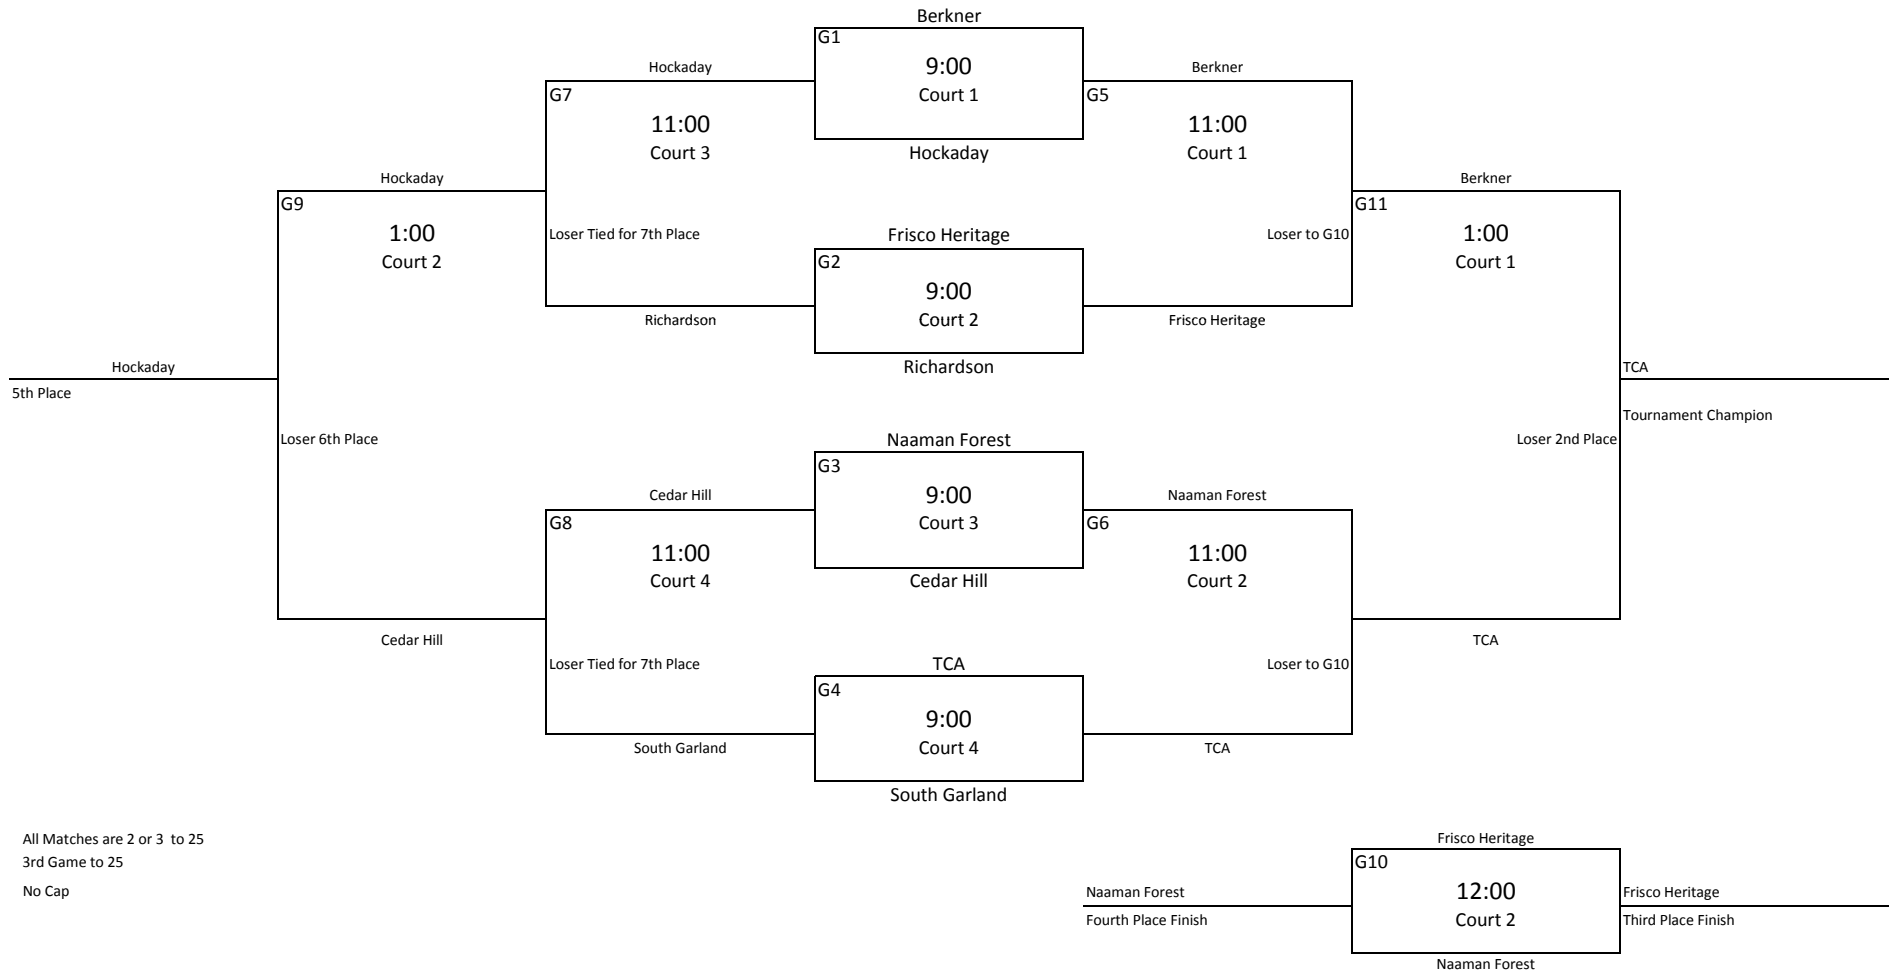 Berkner
G1
9:00
Court 1
Hockaday
Hockaday
G7
11:00
Court 3
Berkner
G5
11:00
Court 1
Hockaday
G9
1:00
Court 2
Loser Tied for 7th Place
Frisco Heritage
G2
9:00
Court 2
Richardson
Richardson
Loser to G10
Frisco Heritage
Berkner
G11
1:00
Court 1
Hockaday
5th Place
Loser 6th Place
TCA
Tournament Champion
Loser 2nd Place
Naaman Forest
G3
9:00
Court 3
Cedar Hill
Cedar Hill
G8
11:00
Court 4
Naaman Forest
G6
11:00
Court 2
Cedar Hill
Loser Tied for 7th Place
TCA
G4
9:00
Court 4
South Garland
South Garland
Loser to G10
TCA
TCA
All Matches are 2 or 3  to 25
3rd Game to 25
No Cap
Frisco Heritage
G10
12:00
Court 2
Naaman Forest
Naaman Forest
Fourth Place Finish
Frisco Heritage
Third Place Finish